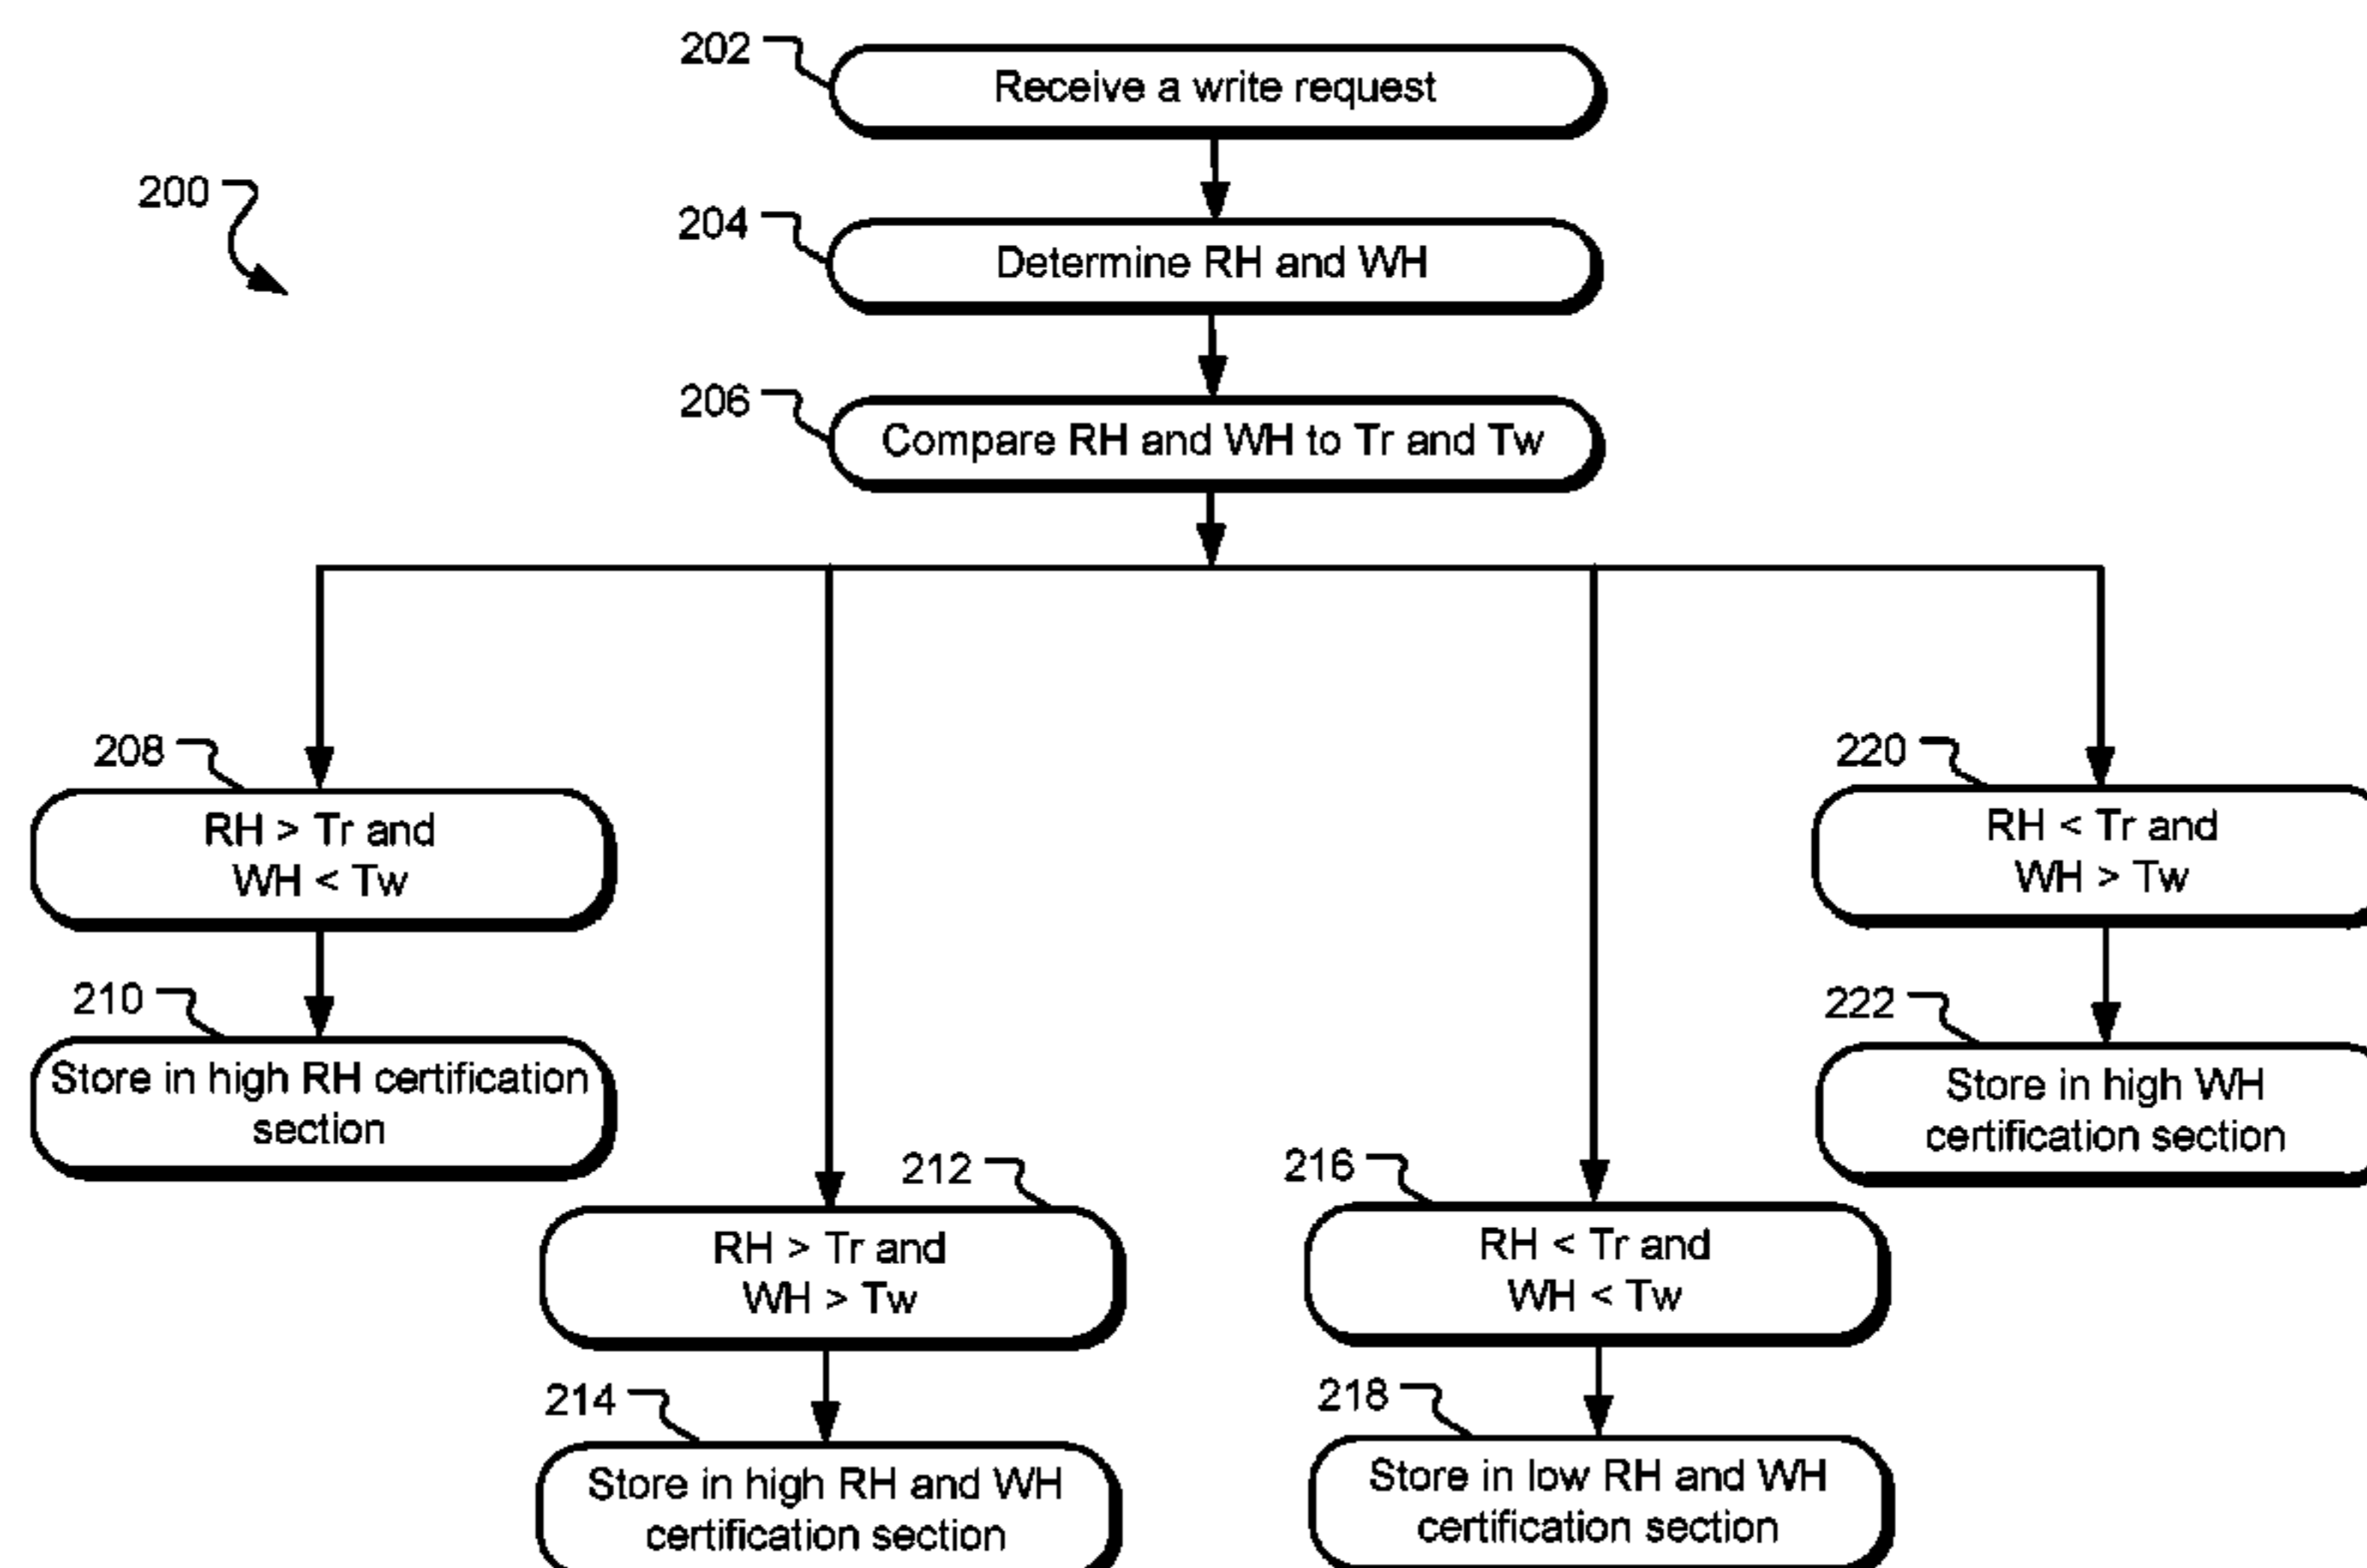 202
Receive a write request
200
204
Determine RH and WH
206
Compare RH and WH to Tr and Tw
208
RH > Tr and
WH < Tw
220
RH < Tr and
WH > Tw
210
Store in high RH certification
section
222
Store in high WH
certification section
212
RH > Tr and
WH > Tw
216
RH < Tr and
WH < Tw
214
Store in high RH and WH
certification section
218
Store in low RH and WH
certification section